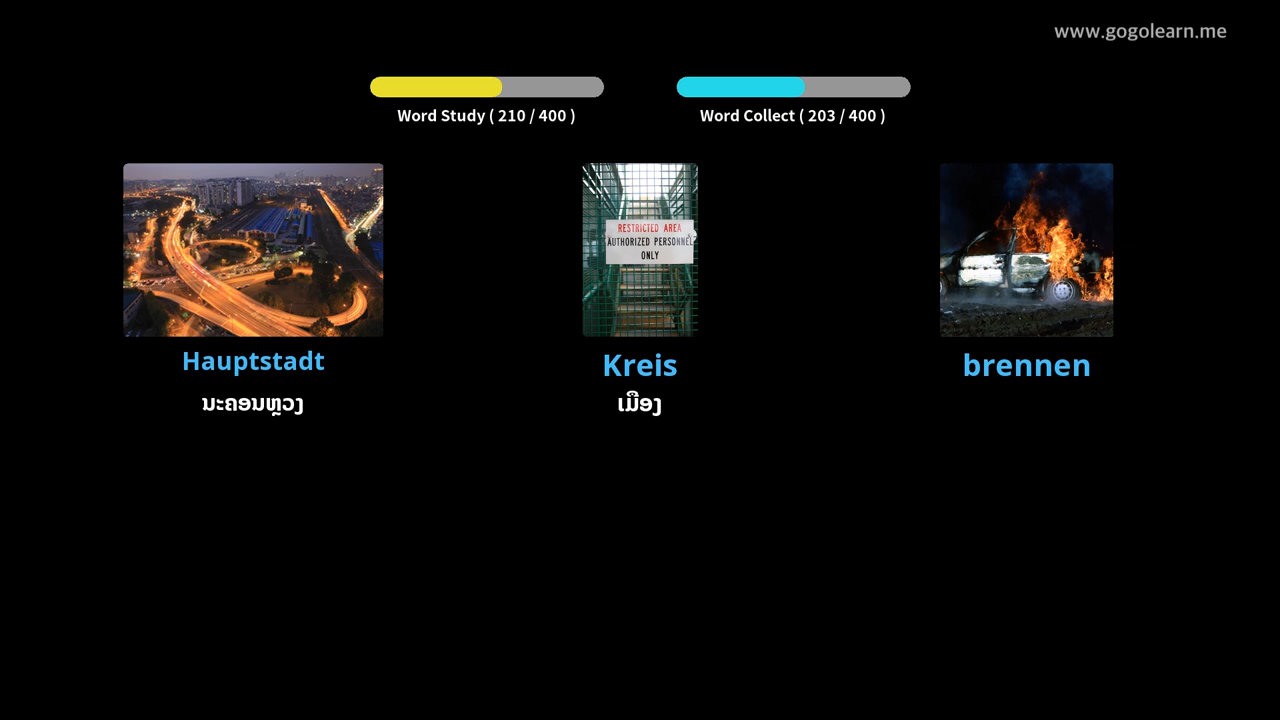 www.gogolearn.me
Word Study ( 210 / 400 )
Word Collect ( 203 / 400 )
RESTRICTED AREA
AUTHORIZED PERSONNEL
ONLY
Hauptstadt
Kreis
brennen
ນະຄອນຫຼວງ
ເມືອງ